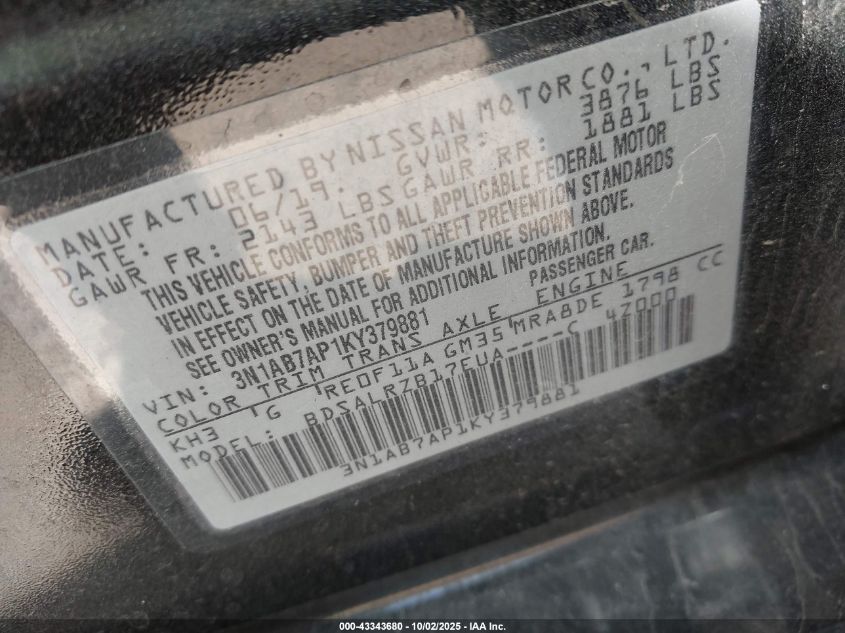 MANUFACTURED BY NISSAN MOTOR CO., LTD.
DATE: 06/19 GVWR: 3876 LBS
GAWR FR: 2143 LBS GAWR RR: 1881 LBS
THIS VEHICLE CONFORMS TO ALL APPLICABLE FEDERAL MOTOR
VEHICLE SAFETY, BUMPER AND THEFT PREVENTION STANDARDS
IN EFFECT ON THE DATE OF MANUFACTURE SHOWN ABOVE.
SEE OWNER'S MANUAL FOR ADDITIONAL INFORMATION.
VIN: 3N1AB7AP1KY379881 PASSENGER CAR.
COLOR TRIM TRANS AXLE ENGINE
KH3 G RE0F11A GM35 MRA8DE 1798 CC
MODEL: BDSALRZB17EUA----C 4Z000
3N1AB7AP1KY379881
000-43343680 - 10/02/2025 - IAA Inc.